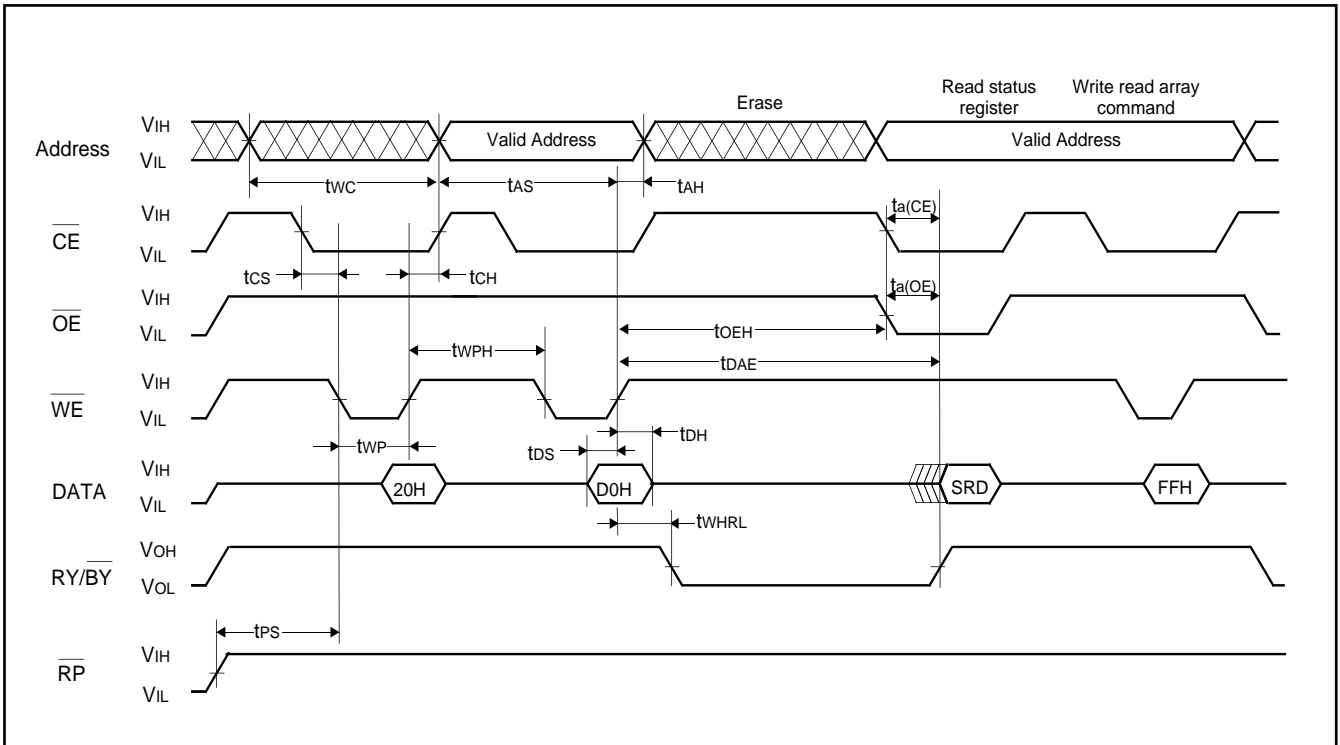 Erase
Read status
register
Write read array
command
Address
VIH
VIL
Valid Address
Valid Address
tWC
tAS
tAH
CE
VIH
VIL
ta(CE)
tCS
tCH
OE
VIH
VIL
ta(OE)
tOEH
tWPH
tDAE
WE
VIH
VIL
tWP
tDS
tDH
DATA
VIH
VIL
20H
D0H
SRD
FFH
tWHRL
RY/BY
VOH
VOL
tPS
RP
VIH
VIL